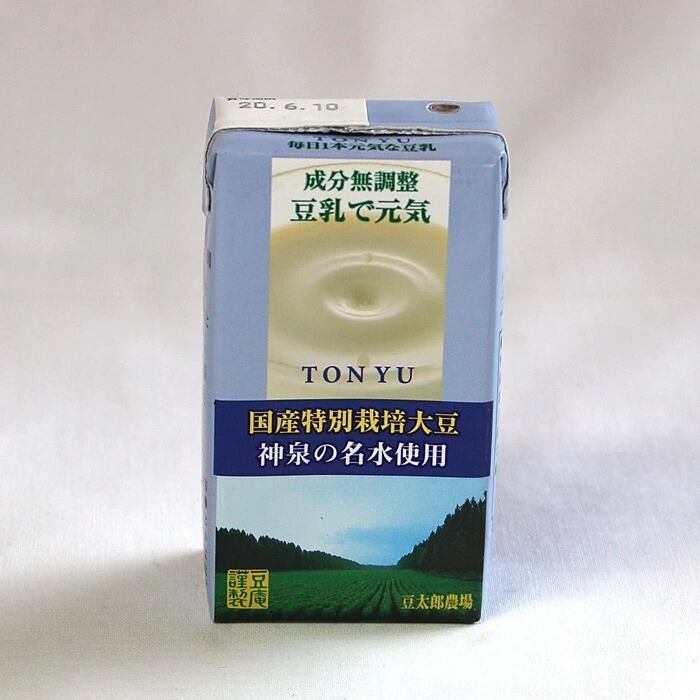 20. 6.10
TONYU
毎日1本元気な豆乳
成分無調整
豆乳で元気
TONYU
国産特別栽培大豆
神泉の名水使用
豆庵
謹製
豆太郎農場